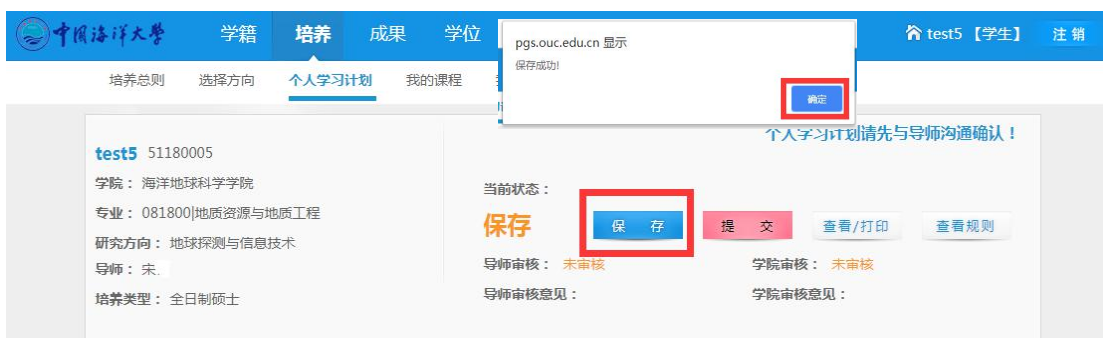 中国海洋大学 学籍 培养 成果 学位 test5 【学生】 注 销
pgs.ouc.edu.cn 显示
保存成功!
确定
培养总则 选择方向 个人学习计划 我的课程
个人学习计划请先与导师沟通确认！
test5 51180005
学院： 海洋地球科学学院
专业： 081800|地质资源与地质工程
研究方向： 地球探测与信息技术
导师： 宋
培养类型： 全日制硕士
当前状态：
保存 保 存 提 交 查看/打印 查看规则
导师审核： 未审核 学院审核： 未审核
导师审核意见： 学院审核意见：